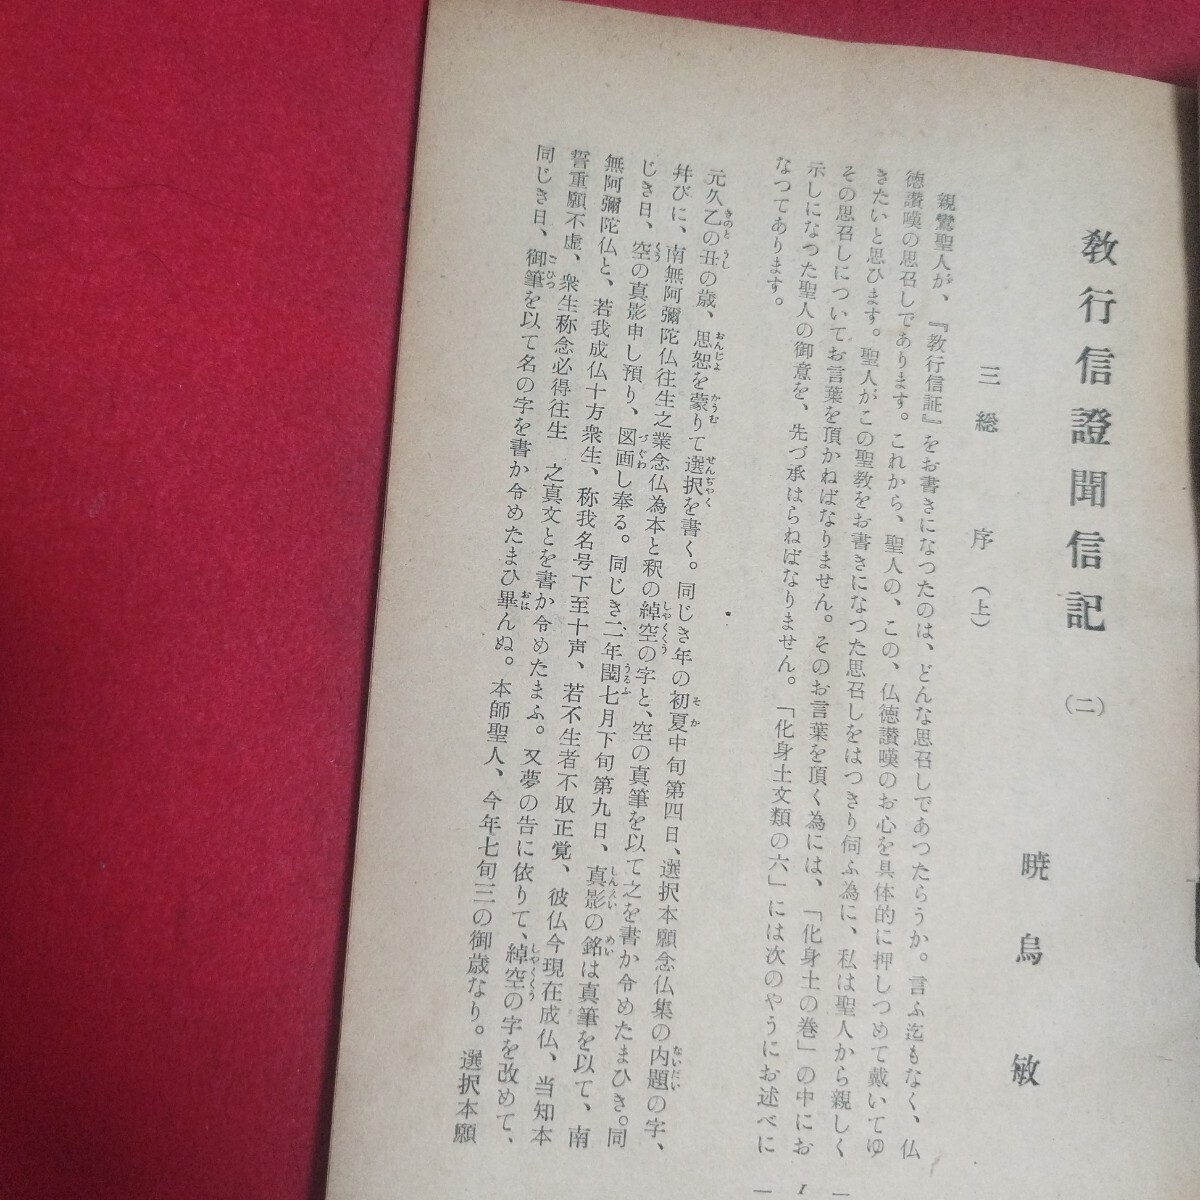 教行信證聞信記 (二)
暁烏敏
三総序 (上)
親鸞聖人が、『教行信証』をお書きになつたのは、どんな思召しであつたらうか。言ふ迄もなく、仏
徳讃嘆の思召しであります。これから、聖人の、この、仏徳讃嘆のお心を具体的に押しつめて戴いてゆ
きたいと思ひます。聖人がこの聖教をお書きになつた思召しをはつきり伺ふ為に、私は聖人から親しく
その思召しについてお言葉を頂かねばなりません。そのお言葉を頂く為には、「化身土の巻」の中にお
示しになつた聖人の御意を、先づ承はらねばなりません。「化身土文類の六」には次のやうにお述べに
なつてあります。
元久乙の丑の歳、恩恕を蒙りて選択を書く。同じき年の初夏中旬第四日、選択本願念仏集の内題の字、
幷びに、南無阿彌陀仏往生之業念仏為本と釈の綽空の字と、空の真筆を以て之を書か令めたまひき。同
じき日、空の真影申し預り、図画し奉る。同じき二年閏七月下旬第九日、真影の銘は真筆を以て、南
無阿彌陀仏と、若我成仏十方衆生、称我名号下至十声、若不生者不取正覚、彼仏今現在成仏、当知本
誓重願不虚、衆生称念必得往生 之真文とを書か令めたまふ。又夢の告に依りて、綽空の字を改めて、
同じき日、御筆を以て名の字を書か令めたまひ畢んぬ。本師聖人、今年七旬三の御歳なり。選択本願
— 1 —